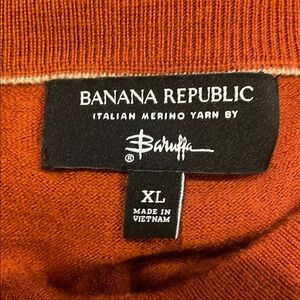 BANANA REPUBLIC
ITALIAN MERINO YARN BY
Baruffa
®
XL
MADE IN
VIETNAM